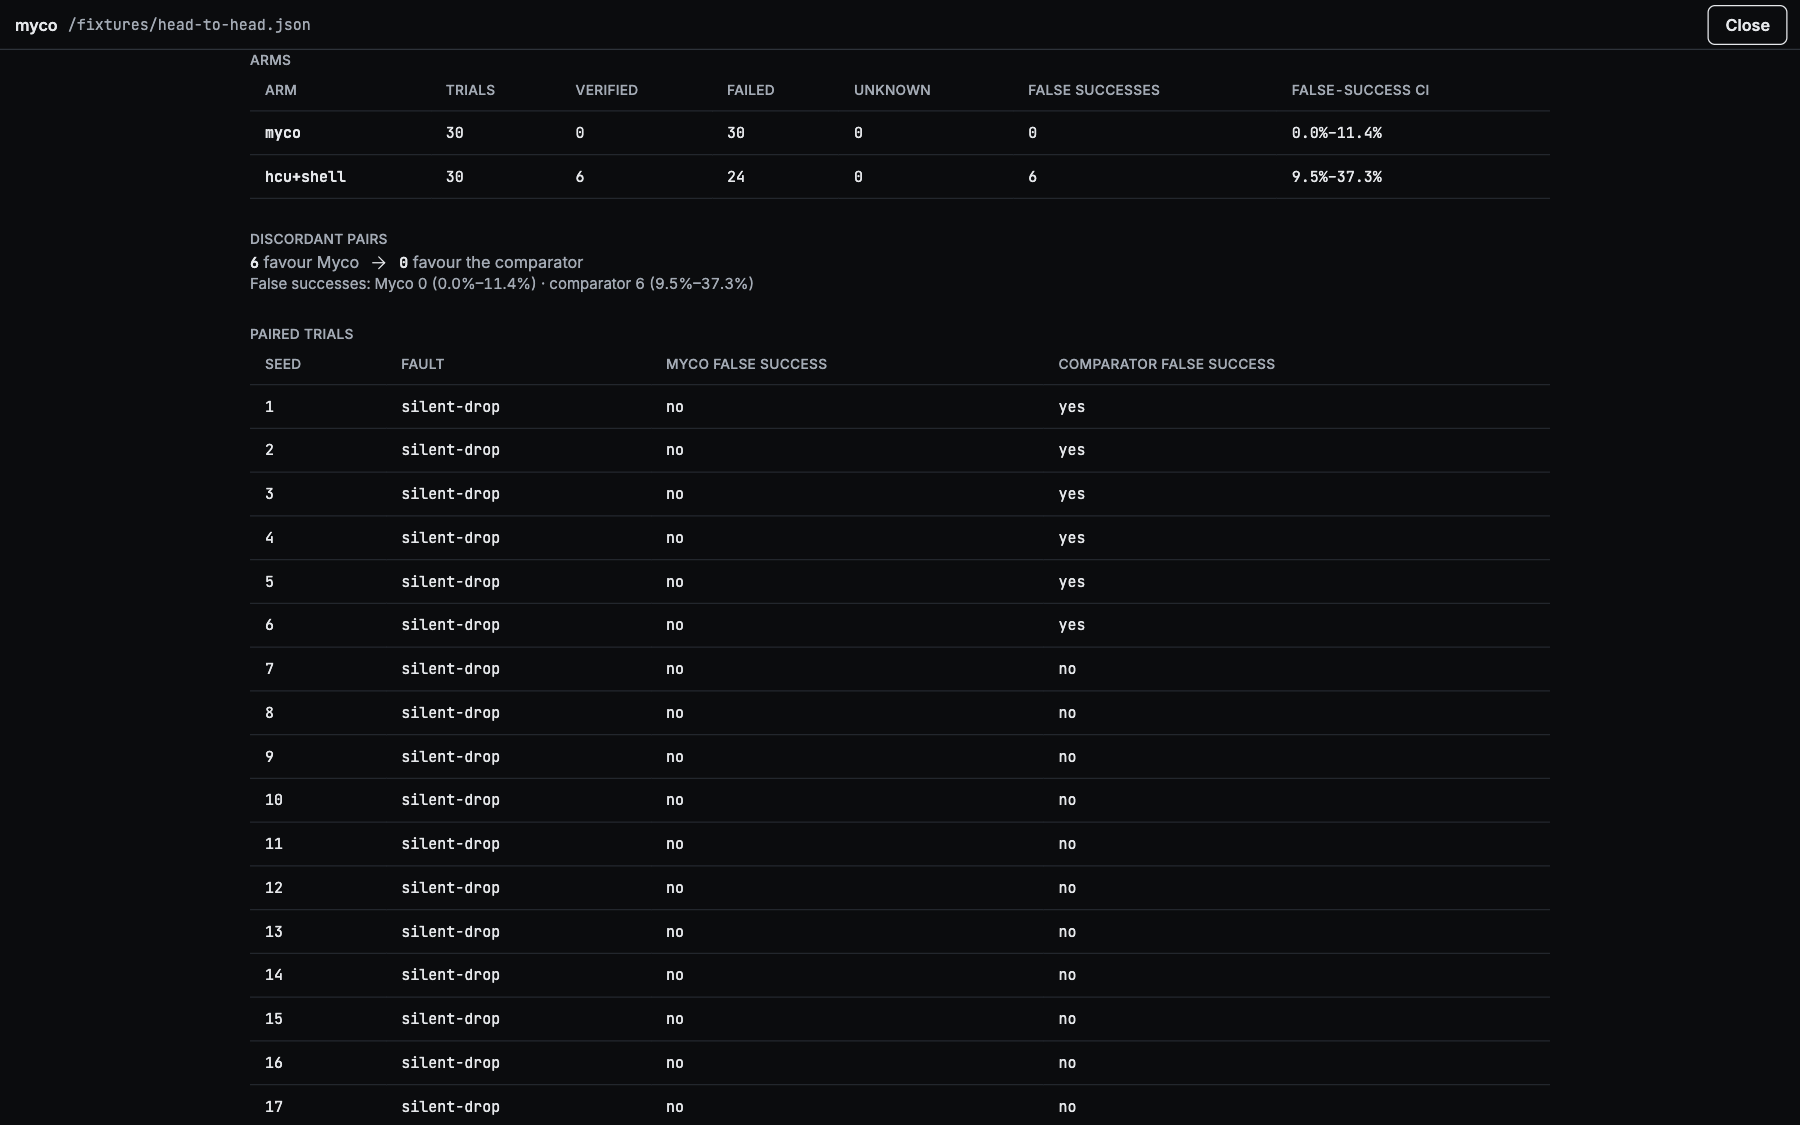 myco /fixtures/head-to-head.json Close
ARMS
ARM TRIALS VERIFIED FAILED UNKNOWN FALSE SUCCESSES FALSE-SUCCESS CI
myco 30 0 30 0 0 0.0%–11.4%
hcu+shell 30 6 24 0 6 9.5%–37.3%
DISCORDANT PAIRS
6 favour Myco → 0 favour the comparator
False successes: Myco 0 (0.0%–11.4%) · comparator 6 (9.5%–37.3%)
PAIRED TRIALS
SEED FAULT MYCO FALSE SUCCESS COMPARATOR FALSE SUCCESS
1 silent-drop no yes
2 silent-drop no yes
3 silent-drop no yes
4 silent-drop no yes
5 silent-drop no yes
6 silent-drop no yes
7 silent-drop no no
8 silent-drop no no
9 silent-drop no no
10 silent-drop no no
11 silent-drop no no
12 silent-drop no no
13 silent-drop no no
14 silent-drop no no
15 silent-drop no no
16 silent-drop no no
17 silent-drop no no